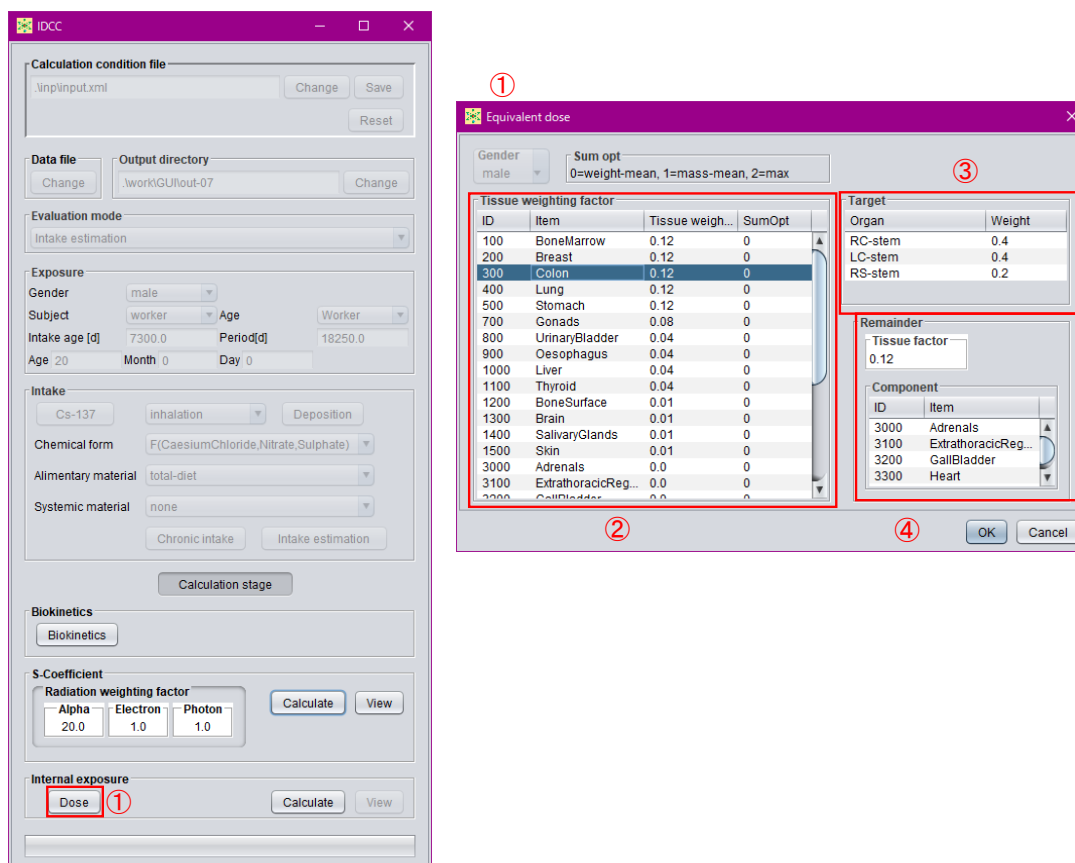 IDCC
Calculation condition file
.\inp\input.xml Change Save
Reset
Data file Output directory
Change .\work\GUI\out-07 Change
Evaluation mode
Intake estimation
Exposure
Gender male
Subject worker Age Worker
Intake age [d] 7300.0 Period[d] 18250.0
Age 20 Month 0 Day 0
Intake
Cs-137 inhalation Deposition
Chemical form F(CaesiumChloride,Nitrate,Sulphate)
Alimentary material total-diet
Systemic material none
Chronic intake Intake estimation
Calculation stage
Biokinetics
Biokinetics
S-Coefficient
Radiation weighting factor
Alpha Electron Photon Calculate View
20.0 1.0 1.0
Internal exposure
Dose ① Calculate View
①
Equivalent dose
Gender Sum opt
male 0=weight-mean, 1=mass-mean, 2=max
Tissue weighting factor
ID Item Tissue weigh... SumOpt
100 BoneMarrow 0.12 0
200 Breast 0.12 0
300 Colon 0.12 0
400 Lung 0.12 0
500 Stomach 0.12 0
700 Gonads 0.08 0
800 UrinaryBladder 0.04 0
900 Oesophagus 0.04 0
1000 Liver 0.04 0
1100 Thyroid 0.04 0
1200 BoneSurface 0.01 0
1300 Brain 0.01 0
1400 SalivaryGlands 0.01 0
1500 Skin 0.01 0
3000 Adrenals 0.0 0
3100 ExtrathoracicReg... 0.0 0
3200 GallBladder 0.0 0
②
③
Target
Organ Weight
RC-stem 0.4
LC-stem 0.4
RS-stem 0.2
Remainder
Tissue factor
0.12
Component
ID Item
3000 Adrenals
3100 ExtrathoracicReg...
3200 GallBladder
3300 Heart
④
OK Cancel